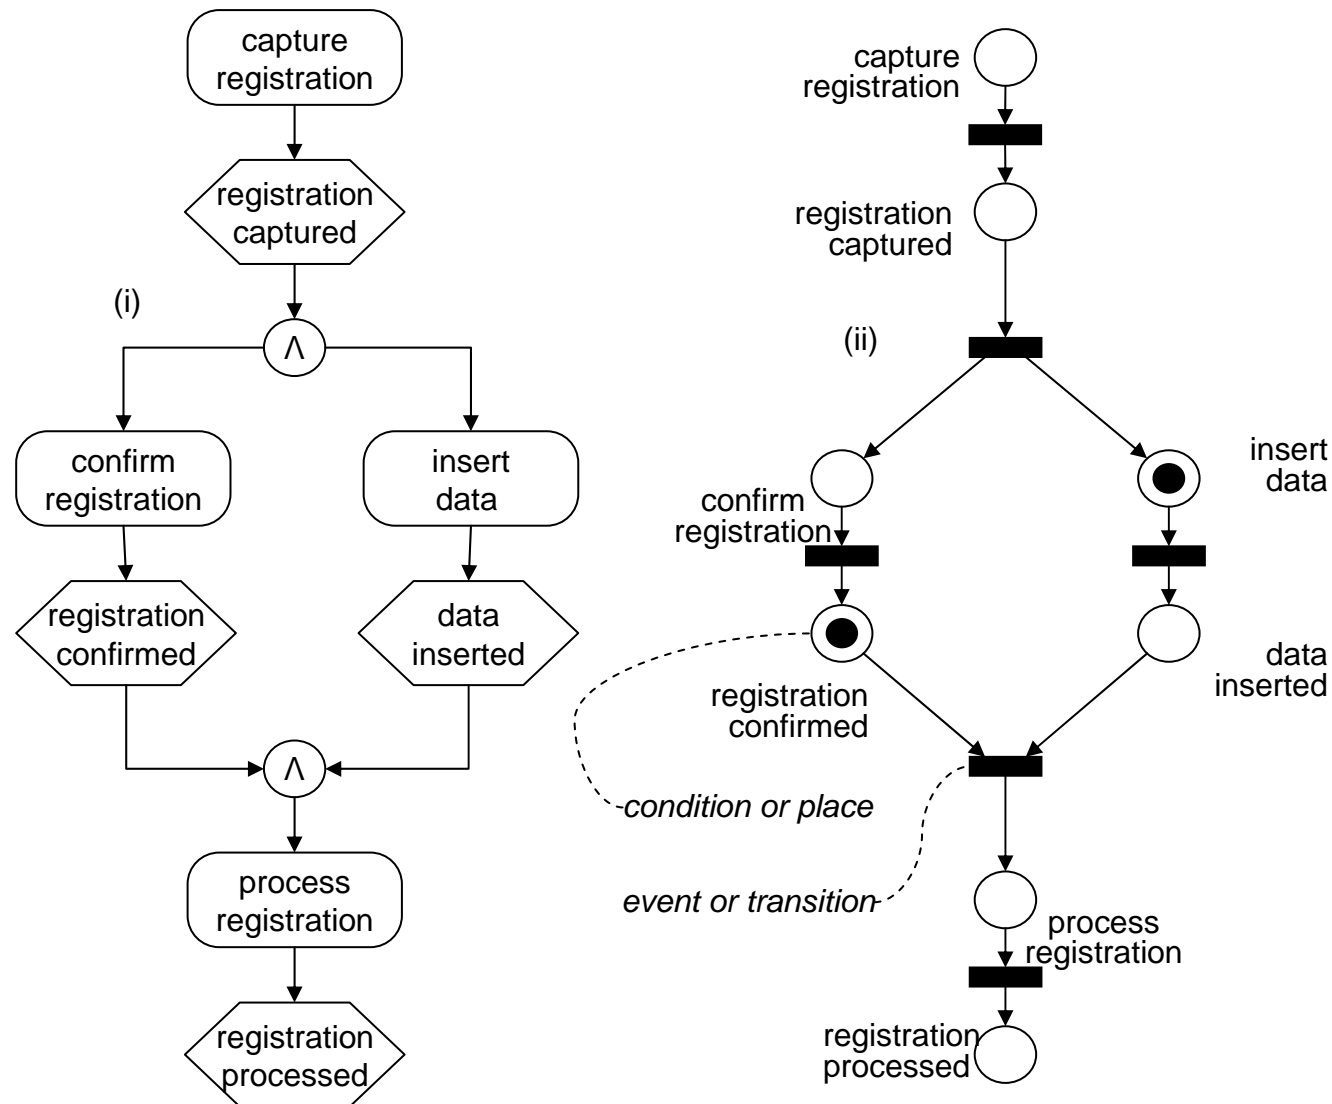 capture
registration
registration
captured
(i)
Λ
confirm
registration
insert
data
registration
confirmed
data
inserted
Λ
process
registration
registration
processed
capture
registration
registration
captured
(ii)
insert
data
confirm
registration
data
inserted
registration
confirmed
condition or place
event or transition
process
registration
registration
processed